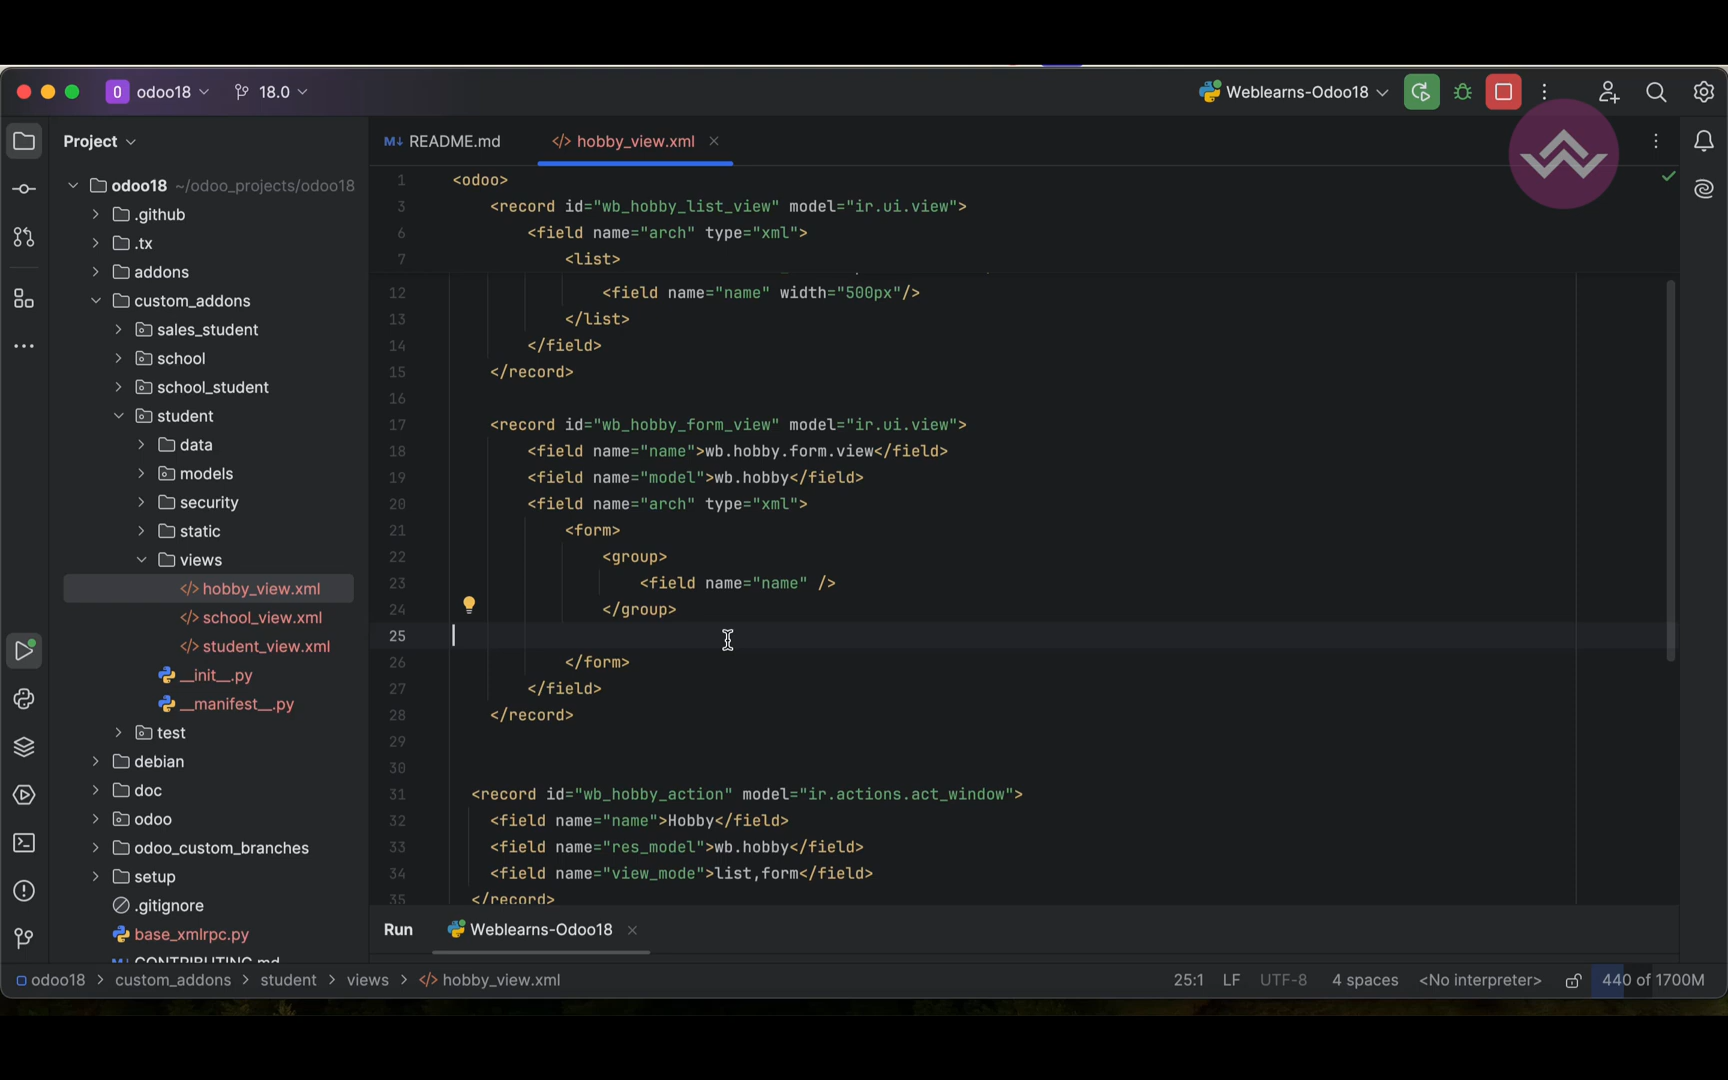 odoo18
18.0
Weblearns-Odoo18
Project
README.md
</> hobby_view.xml
odoo18 ~/odoo_projects/odoo18
.github
.tx
addons
custom_addons
sales_student
school
school_student
student
data
models
security
static
views
</> hobby_view.xml
</> school_view.xml
</> student_view.xml
__init__.py
__manifest__.py
test
debian
doc
odoo
odoo_custom_branches
setup
.gitignore
base_xmlrpc.py
CONTRIBUTING.md
1 <odoo>
3 <record id="wb_hobby_list_view" model="ir.ui.view">
6 <field name="arch" type="xml">
7 <list>
12 <field name="name" width="500px"/>
13 </list>
14 </field>
15 </record>
16
17 <record id="wb_hobby_form_view" model="ir.ui.view">
18 <field name="name">wb.hobby.form.view</field>
19 <field name="model">wb.hobby</field>
20 <field name="arch" type="xml">
21 <form>
22 <group>
23 <field name="name" />
24 </group>
25
26 </form>
27 </field>
28 </record>
29
30
31 <record id="wb_hobby_action" model="ir.actions.act_window">
32 <field name="name">Hobby</field>
33 <field name="res_model">wb.hobby</field>
34 <field name="view_mode">list,form</field>
35 </record>
Run Weblearns-Odoo18
odoo18 > custom_addons > student > views > </> hobby_view.xml
25:1 LF UTF-8 4 spaces <No interpreter> 440 of 1700M